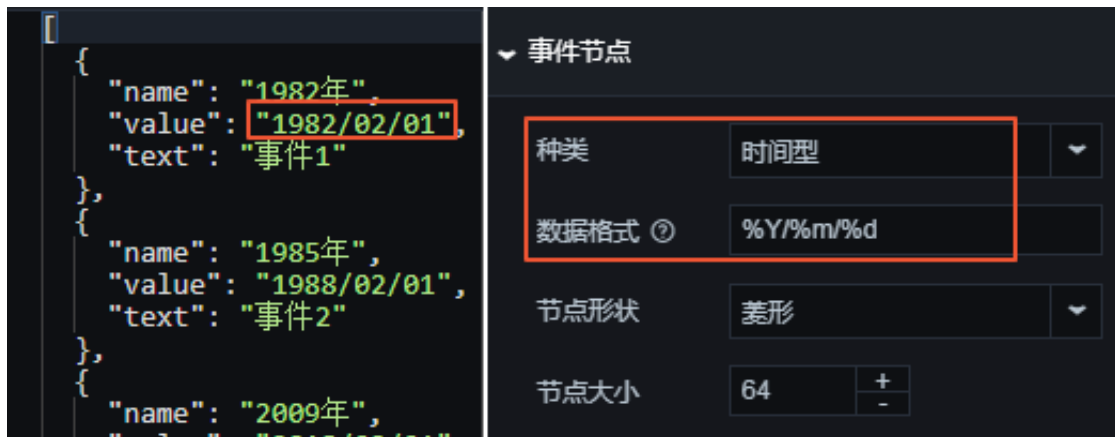 [
{
"name": "1982年",
"value": "1982/02/01",
"text": "事件1"
},
{
"name": "1985年",
"value": "1988/02/01",
"text": "事件2"
},
{
"name": "2009年",
事件节点
种类 时间型
数据格式 ? %Y/%m/%d
节点形状 菱形
节点大小 64 + -